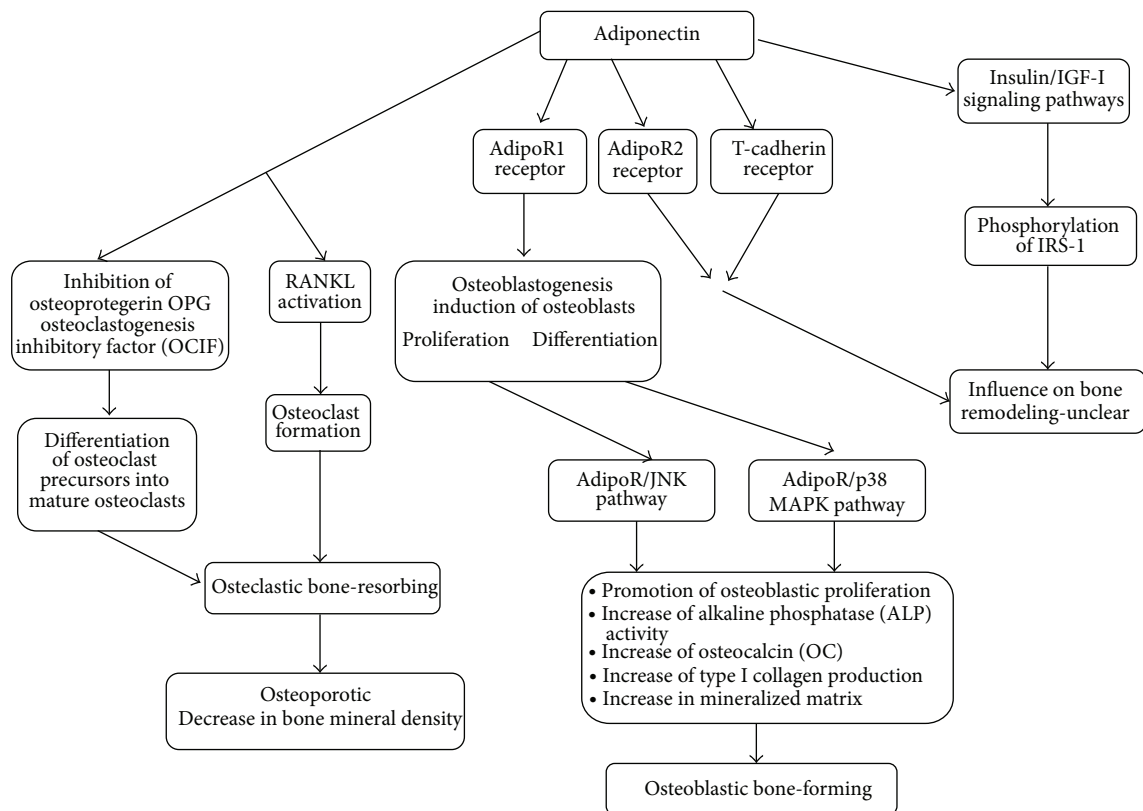 Adiponectin
Insulin/IGF-I
signaling pathways
AdipoR1
receptor
AdipoR2
receptor
T-cadherin
receptor
Phosphorylation
of IRS-1
Inhibition of
osteoprotegerin OPG
osteoclastogenesis
inhibitory factor (OCIF)
RANKL
activation
Osteoblastogenesis
induction of osteoblasts
Proliferation Differentiation
Influence on bone
remodeling-unclear
Osteoclast
formation
Differentiation
of osteoclast
precursors into
mature osteoclasts
AdipoR/JNK
pathway
AdipoR/p38
MAPK pathway
Osteclastic bone-resorbing
• Promotion of osteoblastic proliferation
• Increase of alkaline phosphatase (ALP)
activity
• Increase of osteocalcin (OC)
• Increase of type I collagen production
• Increase in mineralized matrix
Osteoporotic
Decrease in bone mineral density
Osteoblastic bone-forming